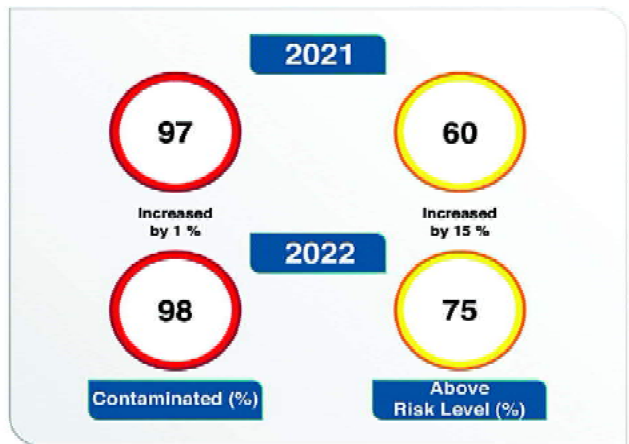 2021
97
60
Increased
by 1 %
Increased
by 15 %
2022
98
75
Contaminated (%)
Above
Risk Level (%)